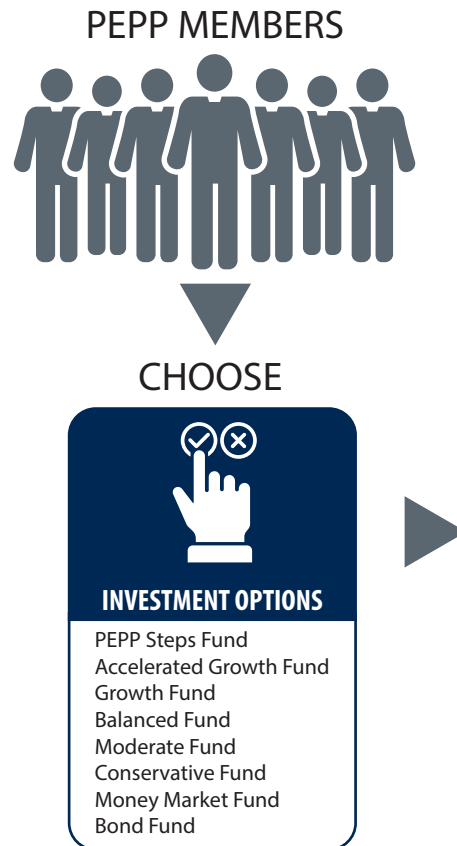 PEPP MEMBERS
CHOOSE
INVESTMENT OPTIONS
PEPP Steps Fund
Accelerated Growth Fund
Growth Fund
Balanced Fund
Moderate Fund
Conservative Fund
Money Market Fund
Bond Fund